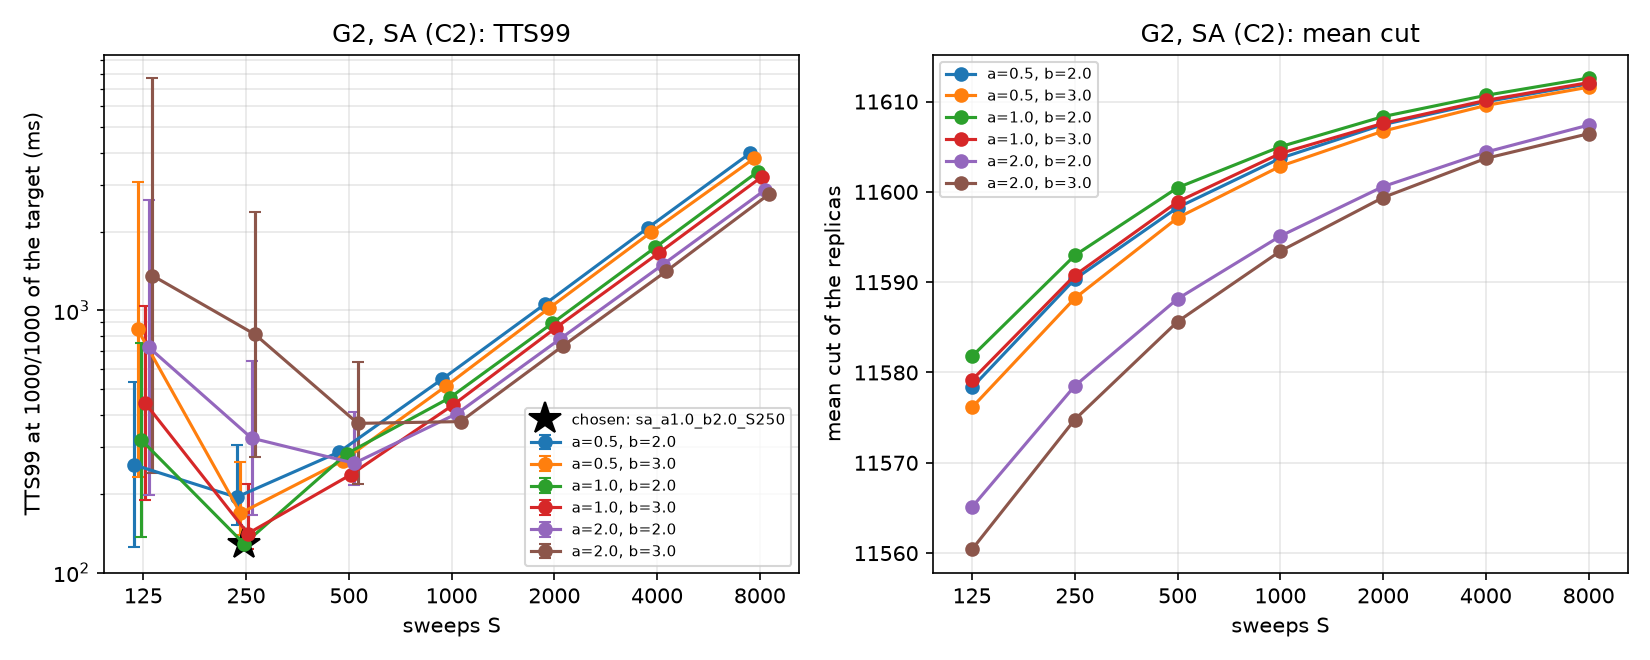 G2, SA (C2): TTS99
TTS99 at 1000/1000 of the target (ms)
10³
10²
125 250 500 1000 2000 4000 8000
sweeps S
chosen: sa_a1.0_b2.0_S250
a=0.5, b=2.0
a=0.5, b=3.0
a=1.0, b=2.0
a=1.0, b=3.0
a=2.0, b=2.0
a=2.0, b=3.0
G2, SA (C2): mean cut
mean cut of the replicas
11610
11600
11590
11580
11570
11560
125 250 500 1000 2000 4000 8000
sweeps S
a=0.5, b=2.0
a=0.5, b=3.0
a=1.0, b=2.0
a=1.0, b=3.0
a=2.0, b=2.0
a=2.0, b=3.0